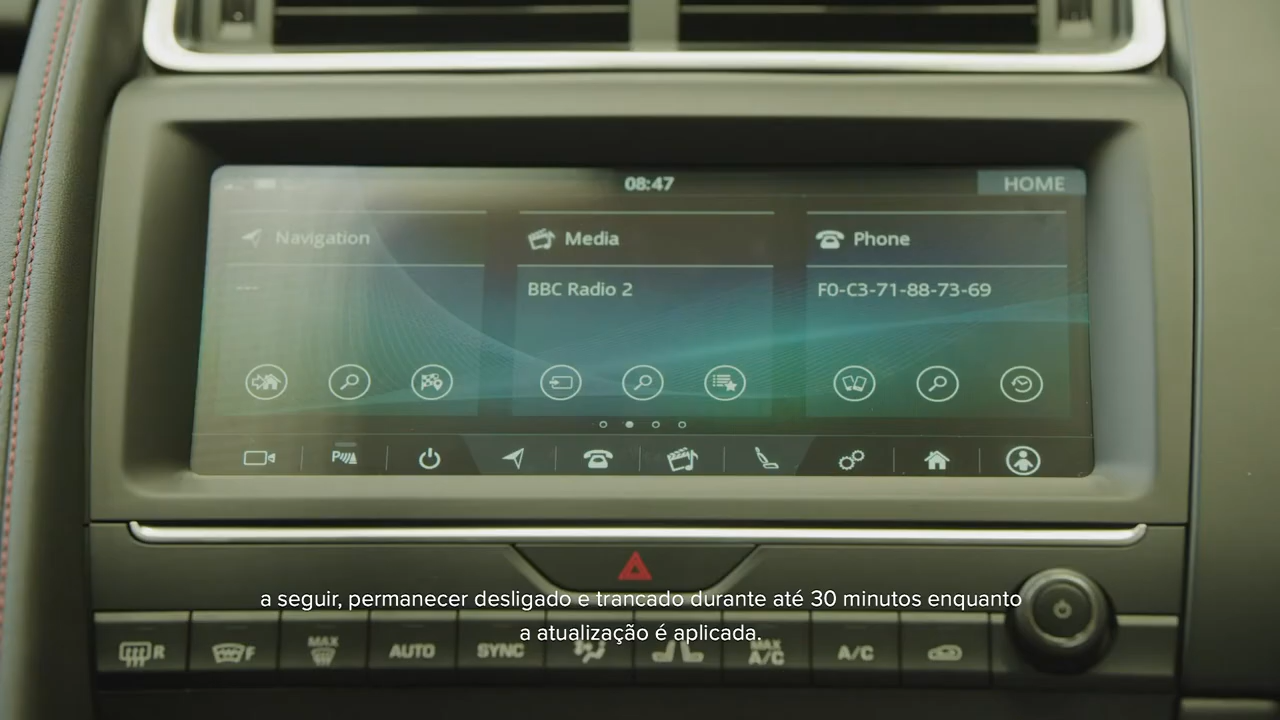 08:47
HOME
Navigation
Media
Phone
---
BBC Radio 2
F0-C3-71-88-73-69
P
a seguir, permanecer desligado e trancado durante até 30 minutos enquanto
a atualização é aplicada.
R
F
MAX
AUTO
SYNC
MAX
A/C
A/C